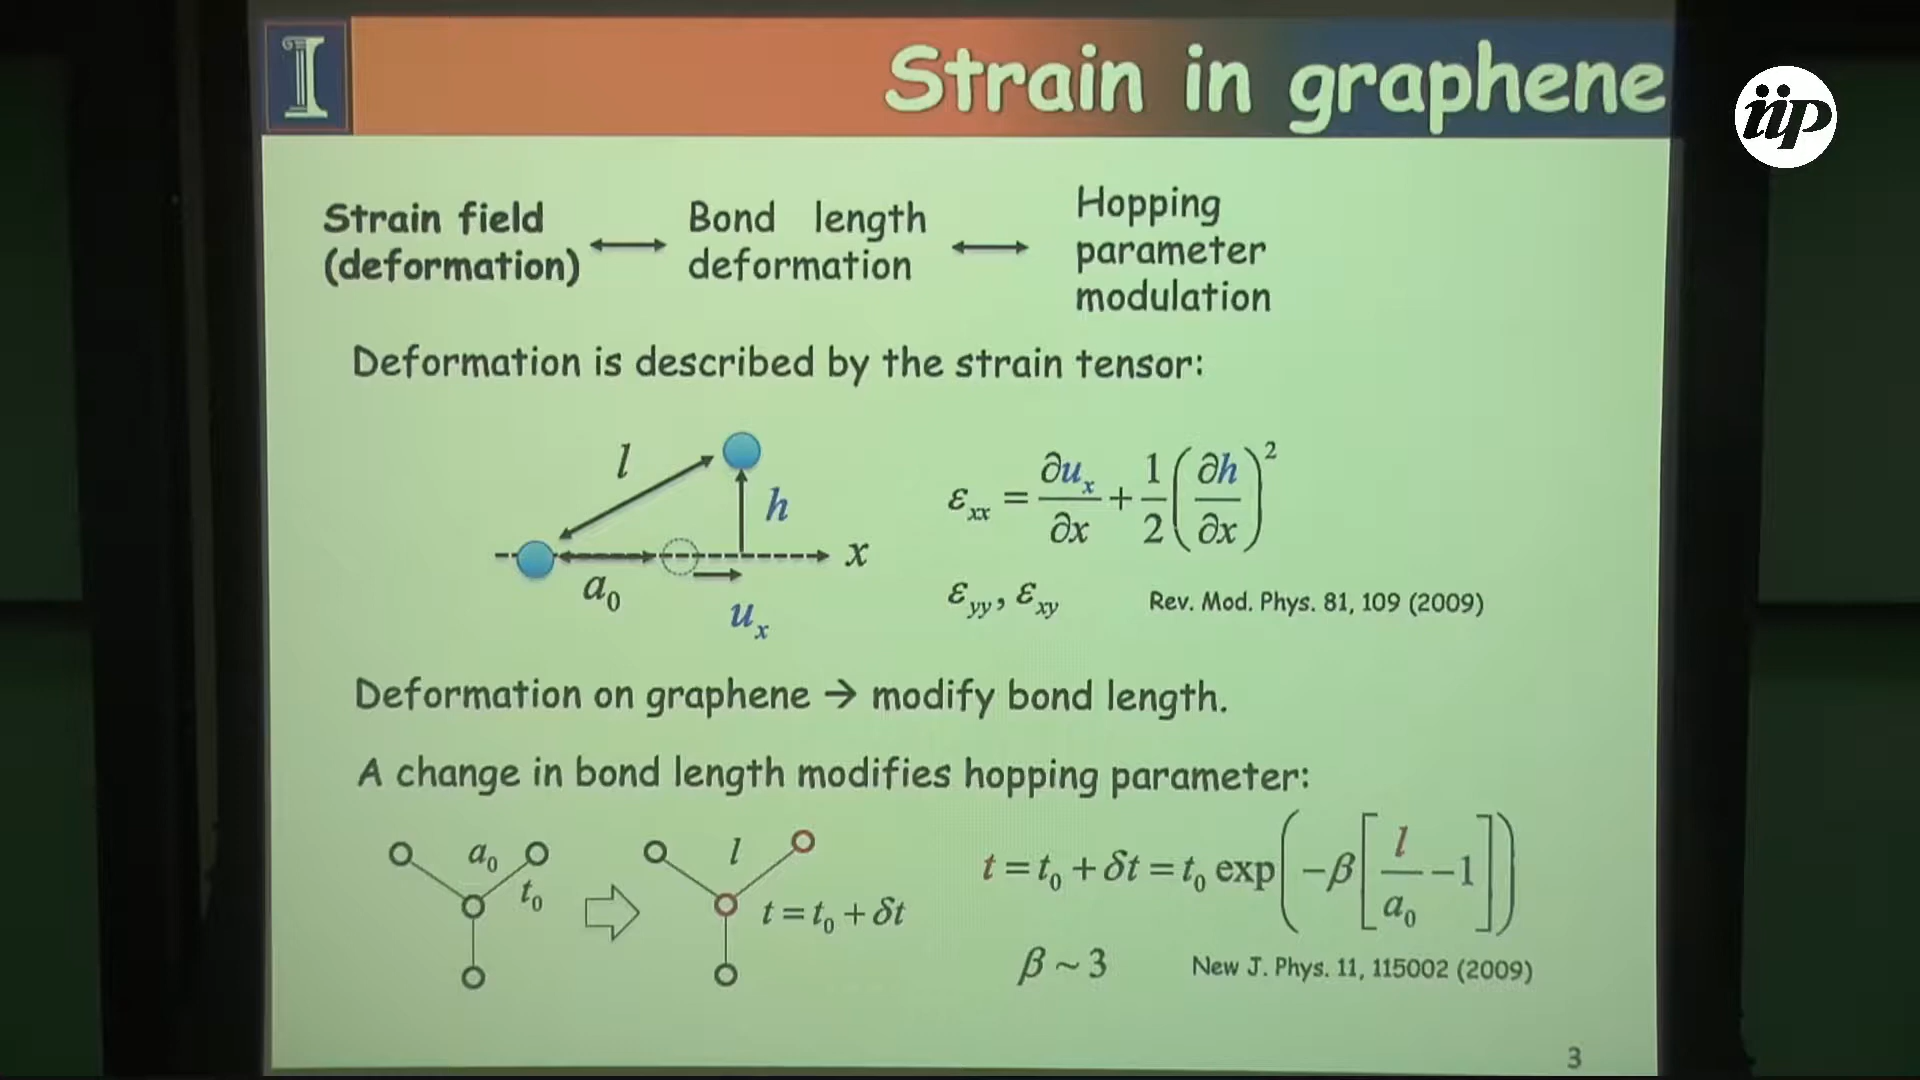 I
Strain in graphene
iip
Strain field
(deformation)
Bond length
deformation
Hopping
parameter
modulation
Deformation is described by the strain tensor:
l
h
x
a₀
uₓ
εₓₓ = ∂uₓ/∂x + 1/2 (∂h/∂x)²
ε_yy, ε_xy
Rev. Mod. Phys. 81, 109 (2009)
Deformation on graphene → modify bond length.
A change in bond length modifies hopping parameter:
a₀
t₀
l
t = t₀ + δt
t = t₀ + δt = t₀ exp(−β[l/a₀ −1])
β ~ 3
New J. Phys. 11, 115002 (2009)
3